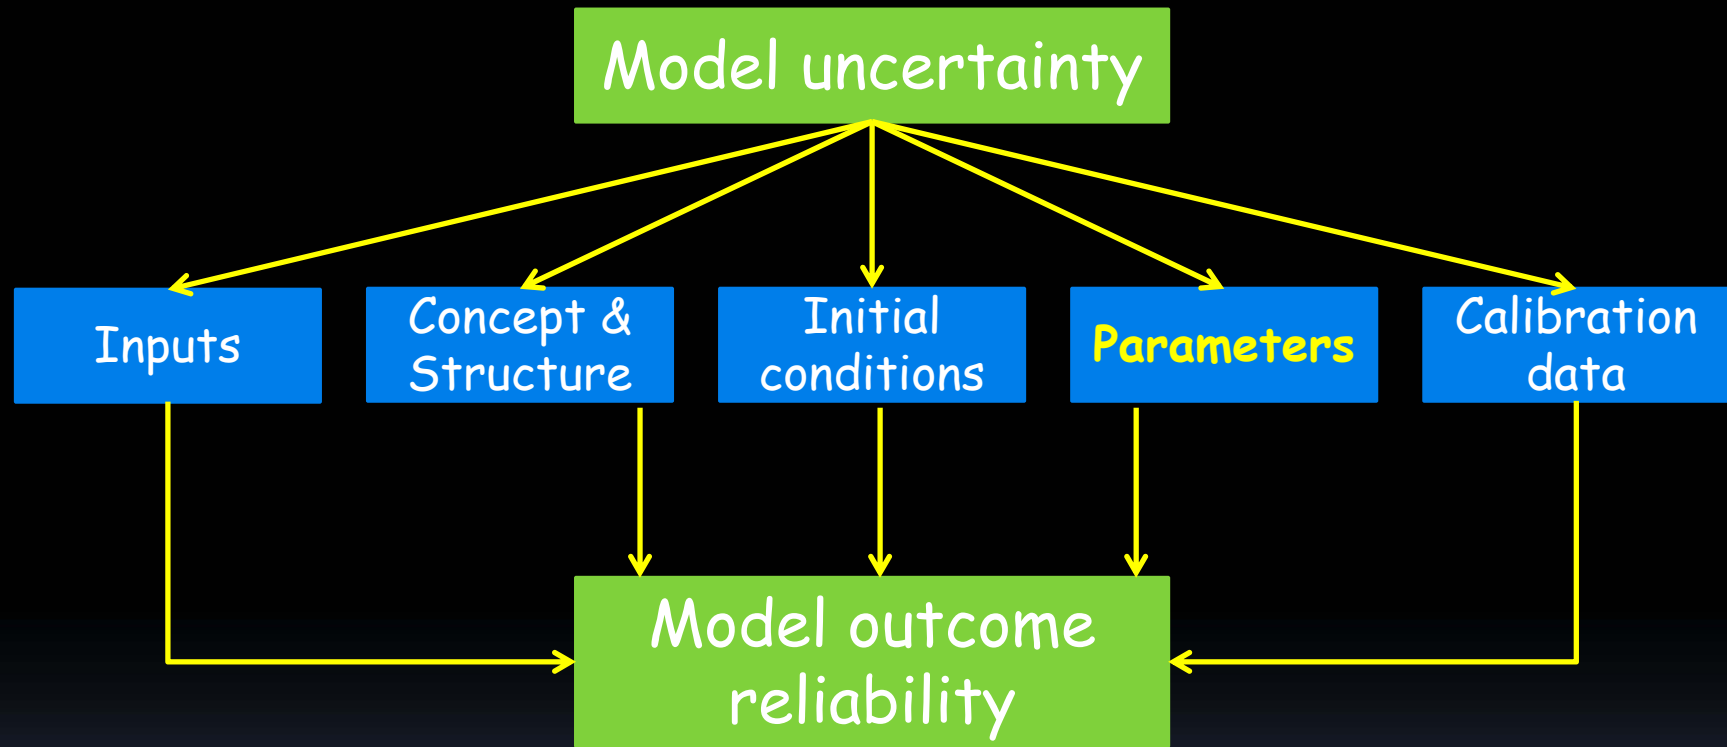 Model uncertainty
Inputs
Concept &
Structure
Initial
conditions
Parameters
Calibration
data
Model outcome
reliability